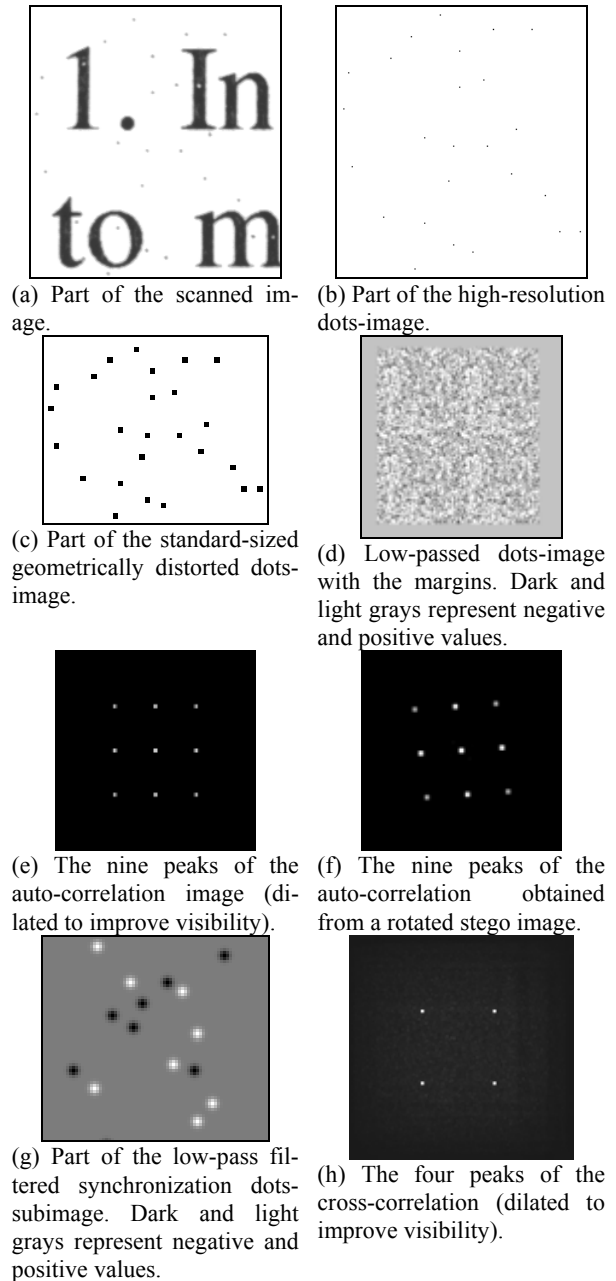 1. In
to m
(a) Part of the scanned im-
age.
(b) Part of the high-resolution
dots-image.
(c) Part of the standard-sized
geometrically distorted dots-
image.
(d) Low-passed dots-image
with the margins. Dark and
light grays represent negative
and positive values.
(e) The nine peaks of the
auto-correlation image (di-
lated to improve visibility).
(f) The nine peaks of the
auto-correlation obtained
from a rotated stego image.
(g) Part of the low-pass fil-
tered synchronization dots-
subimage. Dark and light
grays represent negative and
positive values.
(h) The four peaks of the
cross-correlation (dilated to
improve visibility).